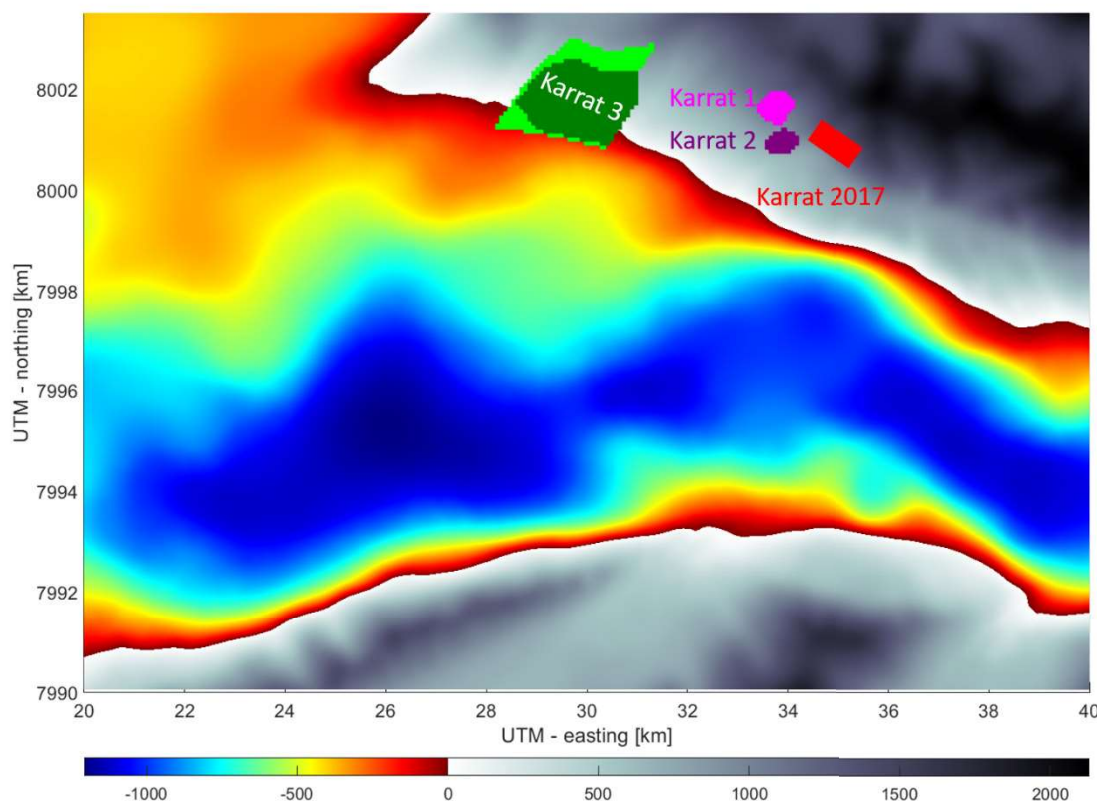 8002
8000
7998
7996
7994
7992
7990
UTM - northing [km]
Karrat 3
Karrat 1
Karrat 2
Karrat 2017
20 22 24 26 28 30 32 34 36 38 40
UTM - easting [km]
-1000 -500 0 500 1000 1500 2000